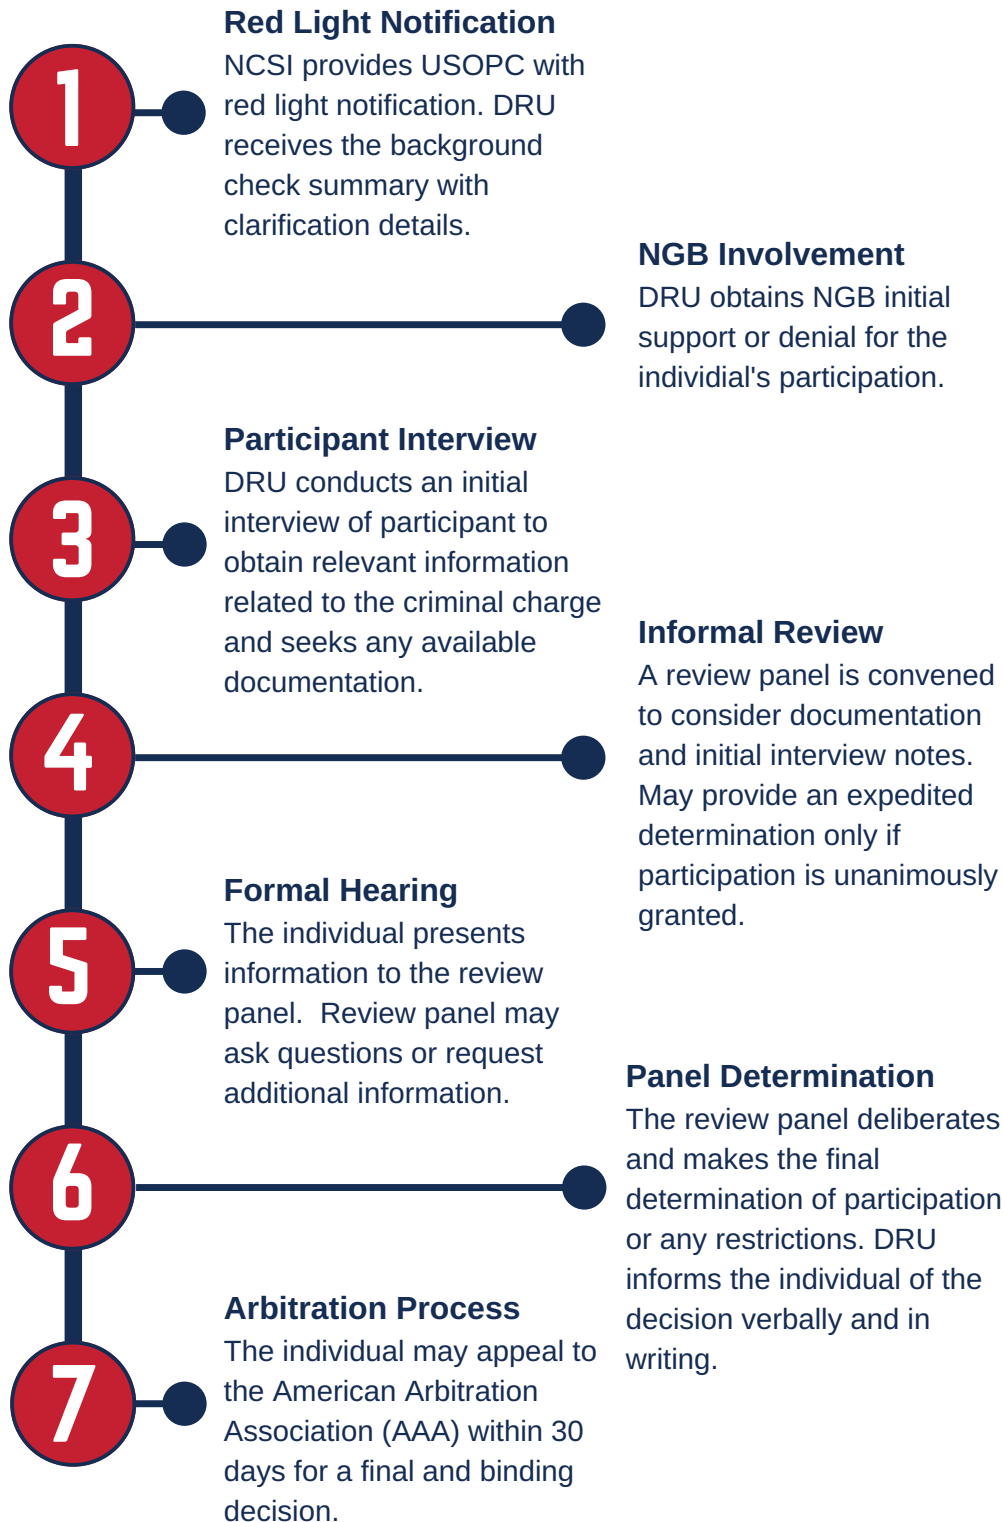 1
Red Light Notification
NCSI provides USOPC with
red light notification. DRU
receives the background
check summary with
clarification details.
2
NGB Involvement
DRU obtains NGB initial
support or denial for the
individial's participation.
3
Participant Interview
DRU conducts an initial
interview of participant to
obtain relevant information
related to the criminal charge
and seeks any available
documentation.
4
Informal Review
A review panel is convened
to consider documentation
and initial interview notes.
May provide an expedited
determination only if
participation is unanimously
granted.
5
Formal Hearing
The individual presents
information to the review
panel.  Review panel may
ask questions or request
additional information.
6
Panel Determination
The review panel deliberates
and makes the final
determination of participation
or any restrictions. DRU
informs the individual of the
decision verbally and in
writing.
7
Arbitration Process
The individual may appeal to
the American Arbitration
Association (AAA) within 30
days for a final and binding
decision.